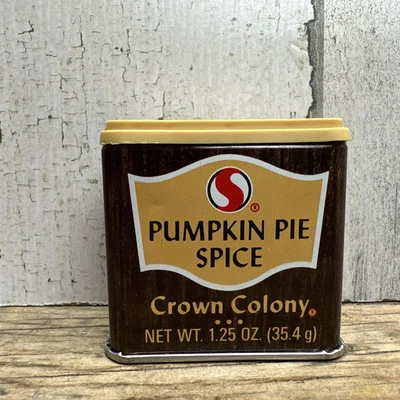 PUMPKIN PIE
SPICE
Crown Colony®
NET WT. 1.25 OZ. (35.4 g)